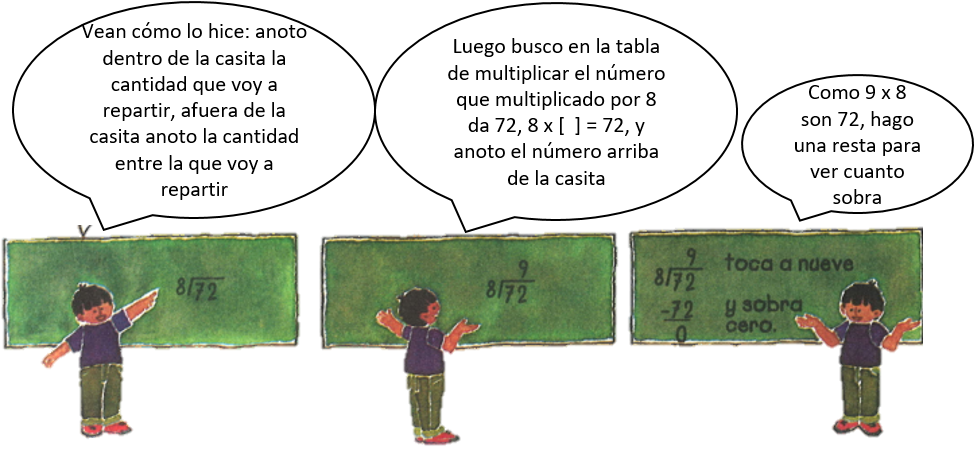 Vean cómo lo hice: anoto
dentro de la casita la
cantidad que voy a
repartir, afuera de la
casita anoto la cantidad
entre la que voy a
repartir
Luego busco en la tabla
de multiplicar el número
que multiplicado por 8
da 72, 8 x [  ] = 72, y
anoto el número arriba
de la casita
Como 9 x 8
son 72, hago
una resta para
ver cuanto
sobra
8/72
9
8/72
9
8/72
-72
0
toca a nueve
y sobra
cero.